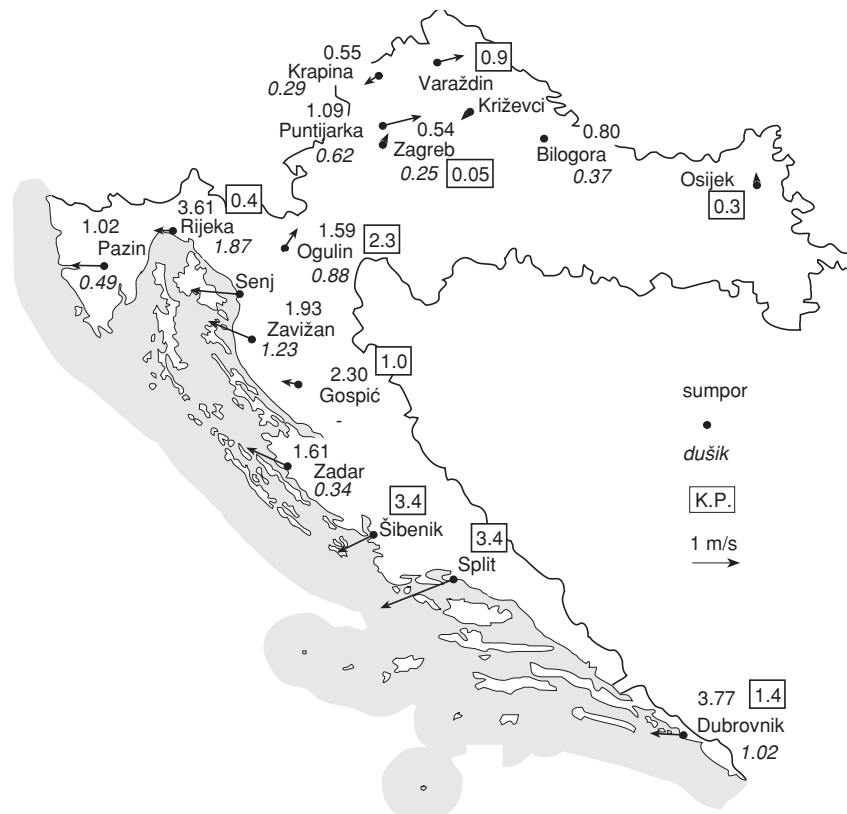 0.55
Krapina
0.29
0.9
Varaždin
Križevci
1.09
Puntijarka
0.62
0.54
Zagreb
0.25 0.05
0.80
Bilogora
0.37
Osijek
0.3
1.02
Pazin
0.49
3.61 0.4
Rijeka
1.87
1.59 2.3
Ogulin
0.88
Senj
1.93
Zavižan
1.23
1.0
2.30
Gospić
-
1.61
Zadar
0.34
3.4
Šibenik
3.4
Split
3.77 1.4
Dubrovnik
1.02
sumpor
dušik
K.P.
1 m/s